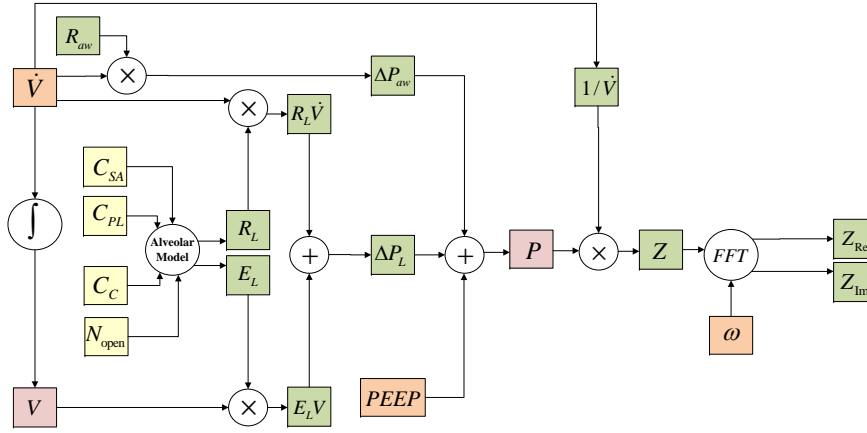 R_aw
×
V̇
ΔP_aw
1/V̇
×
R_L V̇
C_SA
C_PL
∫
Alveolar
Model
R_L
E_L
C_C
N_open
+
ΔP_L
+
P
×
Z
FFT
Z_Re
Z_Im
ω
PEEP
V
×
E_L V